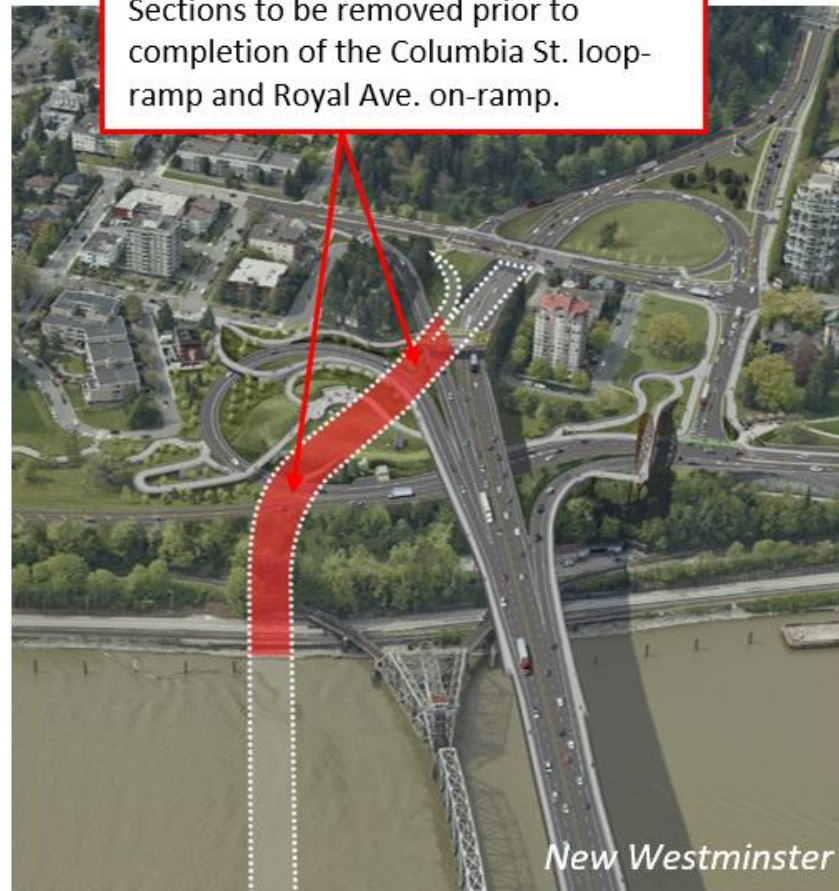 Sections to be removed prior to
completion of the Columbia St. loop-
ramp and Royal Ave. on-ramp.
New Westminster